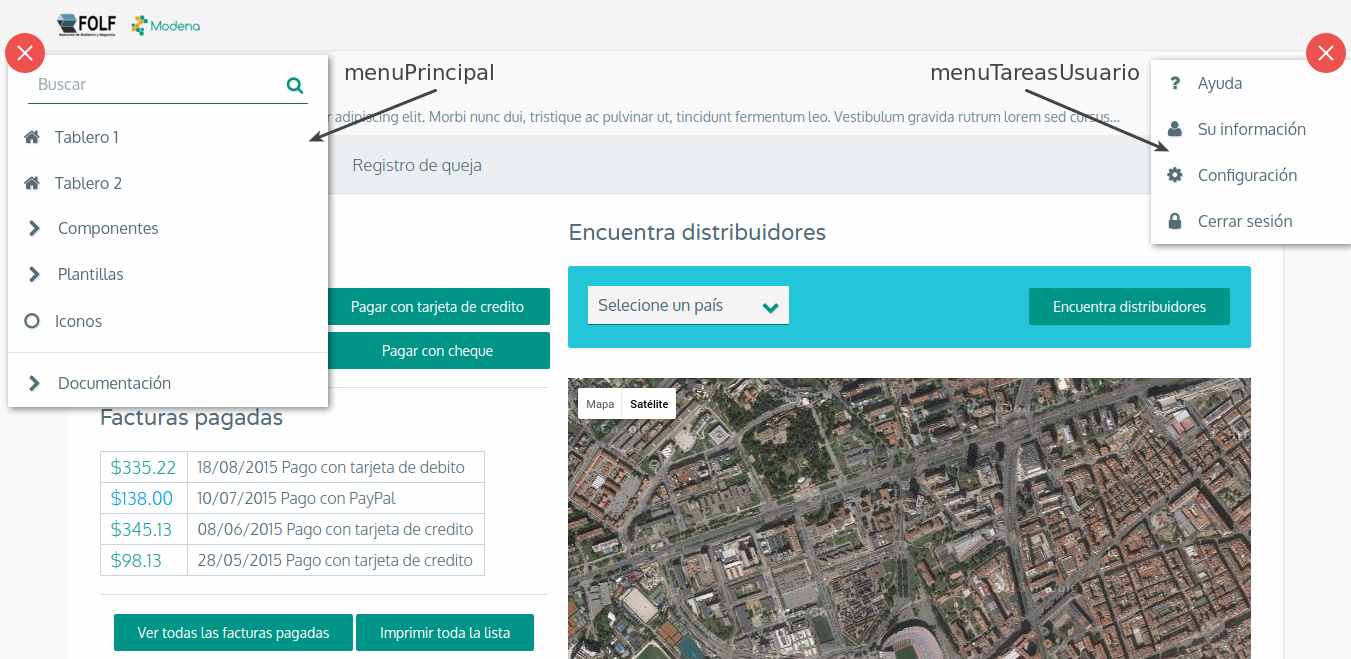 FOLF
Modena
menuPrincipal
menuTareasUsuario
Buscar
Tablero 1
Tablero 2
Componentes
Plantillas
Iconos
Documentación
? Ayuda
Su información
Configuración
Cerrar sesión
r adipiscing elit. Morbi nunc dui, tristique ac pulvinar ut, tincidunt fermentum leo. Vestibulum gravida rutrum lorem sed cursus...
Registro de queja
Pagar con tarjeta de credito
Pagar con cheque
Facturas pagadas
$335.22 18/08/2015 Pago con tarjeta de debito
$138.00 10/07/2015 Pago con PayPal
$345.13 08/06/2015 Pago con tarjeta de credito
$98.13 28/05/2015 Pago con tarjeta de credito
Ver todas las facturas pagadas
Imprimir toda la lista
Encuentra distribuidores
Selecione un país
Encuentra distribuidores
Mapa
Satélite